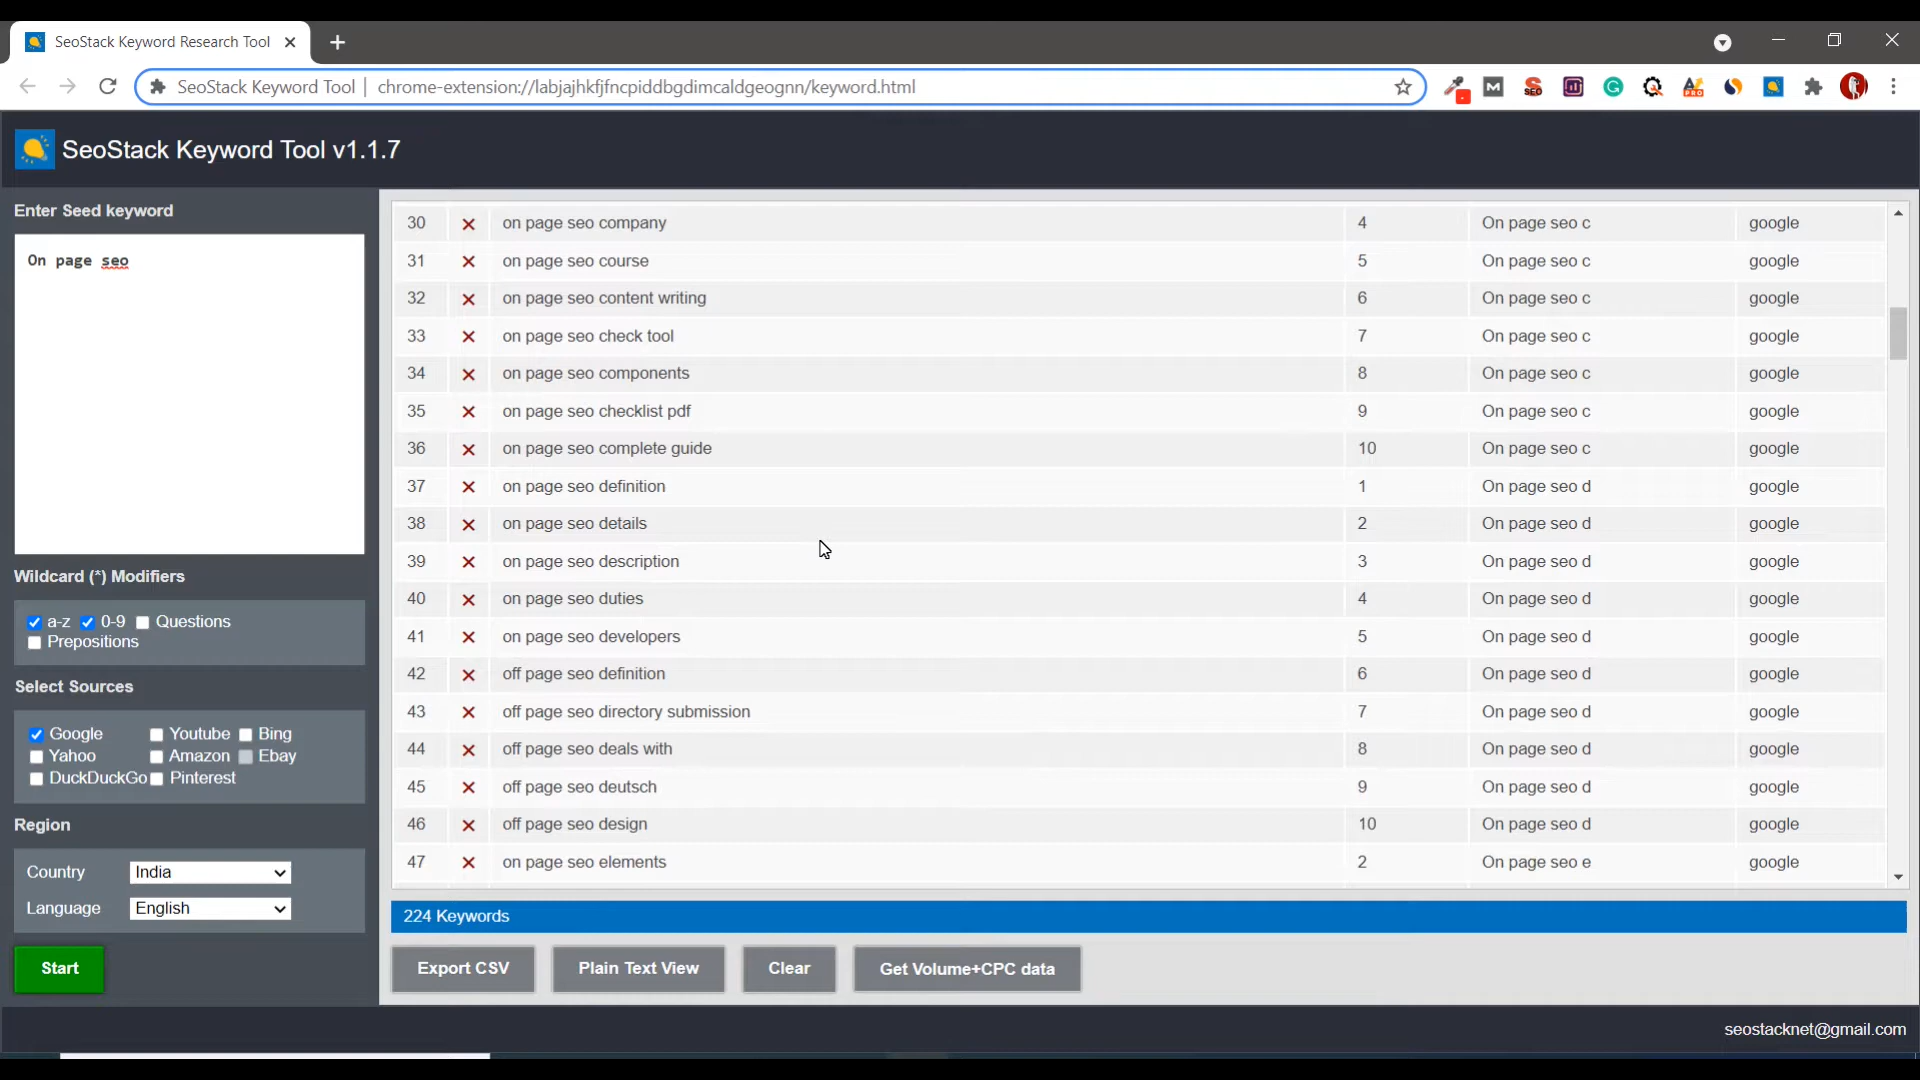 SeoStack Keyword Research Tool
SeoStack Keyword Tool | chrome-extension://labjajhkfjfncpiddbgdimcaldgeognn/keyword.html
SeoStack Keyword Tool v1.1.7
Enter Seed keyword
On page seo
Wildcard (*) Modifiers
a-z 0-9 Questions
Prepositions
Select Sources
Google Youtube Bing
Yahoo Amazon Ebay
DuckDuckGo Pinterest
Region
Country India
Language English
Start
30 on page seo company 4 On page seo c google
31 on page seo course 5 On page seo c google
32 on page seo content writing 6 On page seo c google
33 on page seo check tool 7 On page seo c google
34 on page seo components 8 On page seo c google
35 on page seo checklist pdf 9 On page seo c google
36 on page seo complete guide 10 On page seo c google
37 on page seo definition 1 On page seo d google
38 on page seo details 2 On page seo d google
39 on page seo description 3 On page seo d google
40 on page seo duties 4 On page seo d google
41 on page seo developers 5 On page seo d google
42 off page seo definition 6 On page seo d google
43 off page seo directory submission 7 On page seo d google
44 off page seo deals with 8 On page seo d google
45 off page seo deutsch 9 On page seo d google
46 off page seo design 10 On page seo d google
47 on page seo elements 2 On page seo e google
224 Keywords
Export CSV Plain Text View Clear Get Volume+CPC data
seostacknet@gmail.com